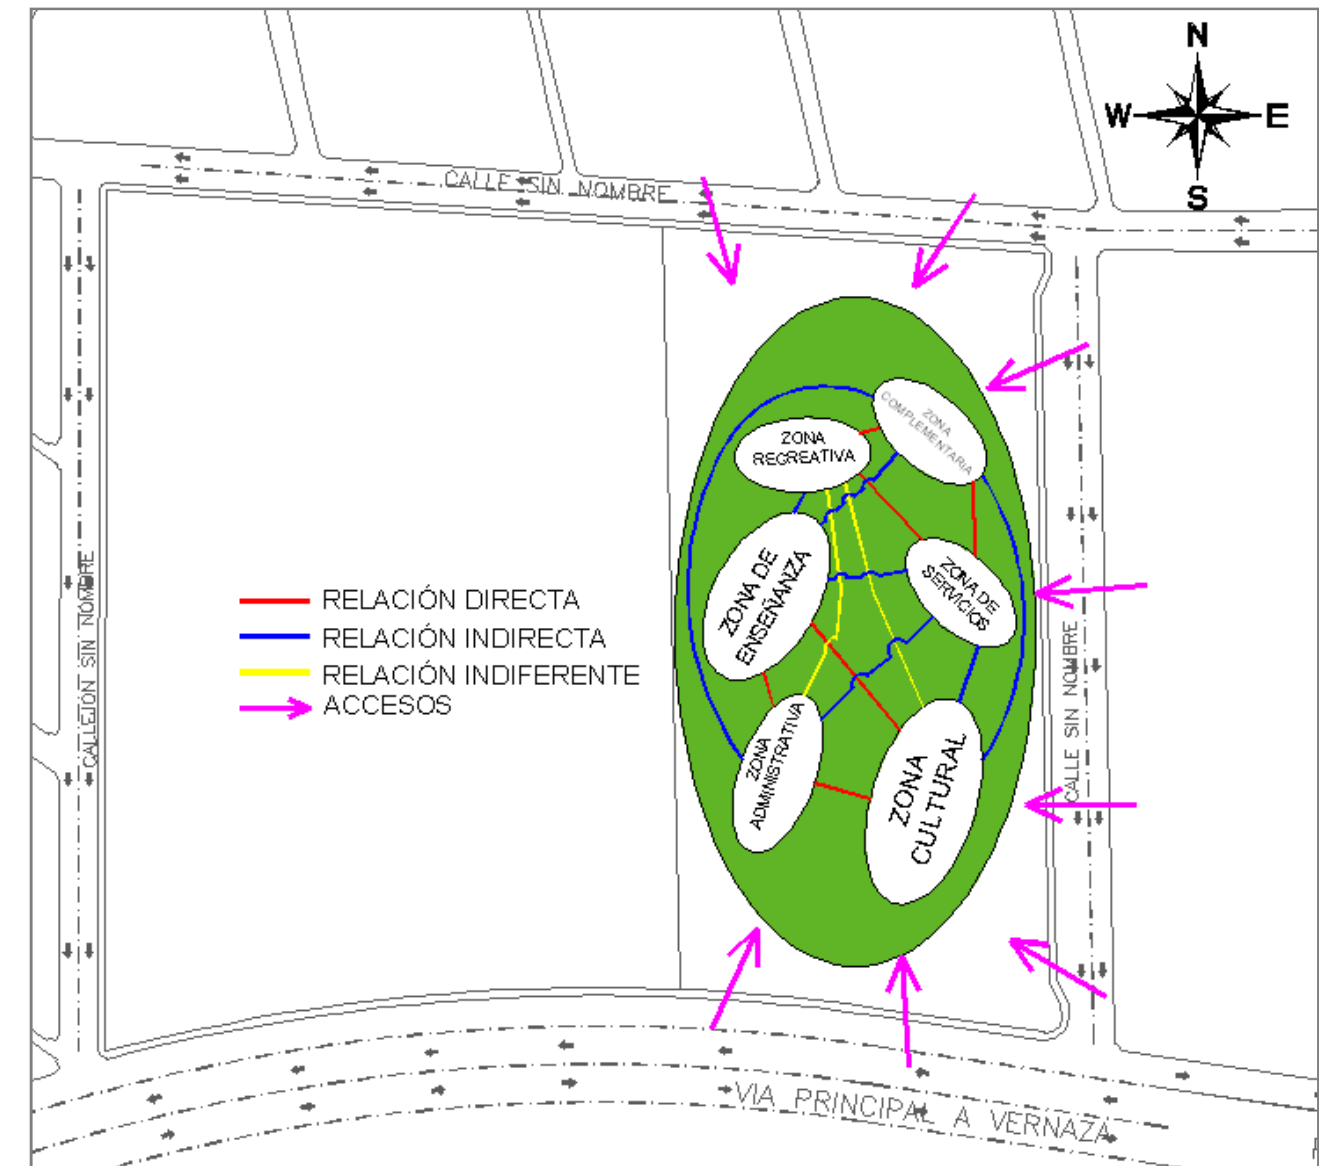 N
W
E
S
CALLE SIN NOMBRE
ZONA
COMPLEMENTARIA
ZONA
RECREATIVA
ZONA DE
ENSEÑANZA
ZONA DE
SERVICIOS
CALLEJÓN SIN NOMBRE
RELACIÓN DIRECTA
RELACIÓN INDIRECTA
RELACIÓN INDIFERENTE
ACCESOS
CALLE SIN NOMBRE
ZONA
ADMINISTRATIVA
ZONA
CULTURAL
VIA PRINCIPAL A VERNAZA